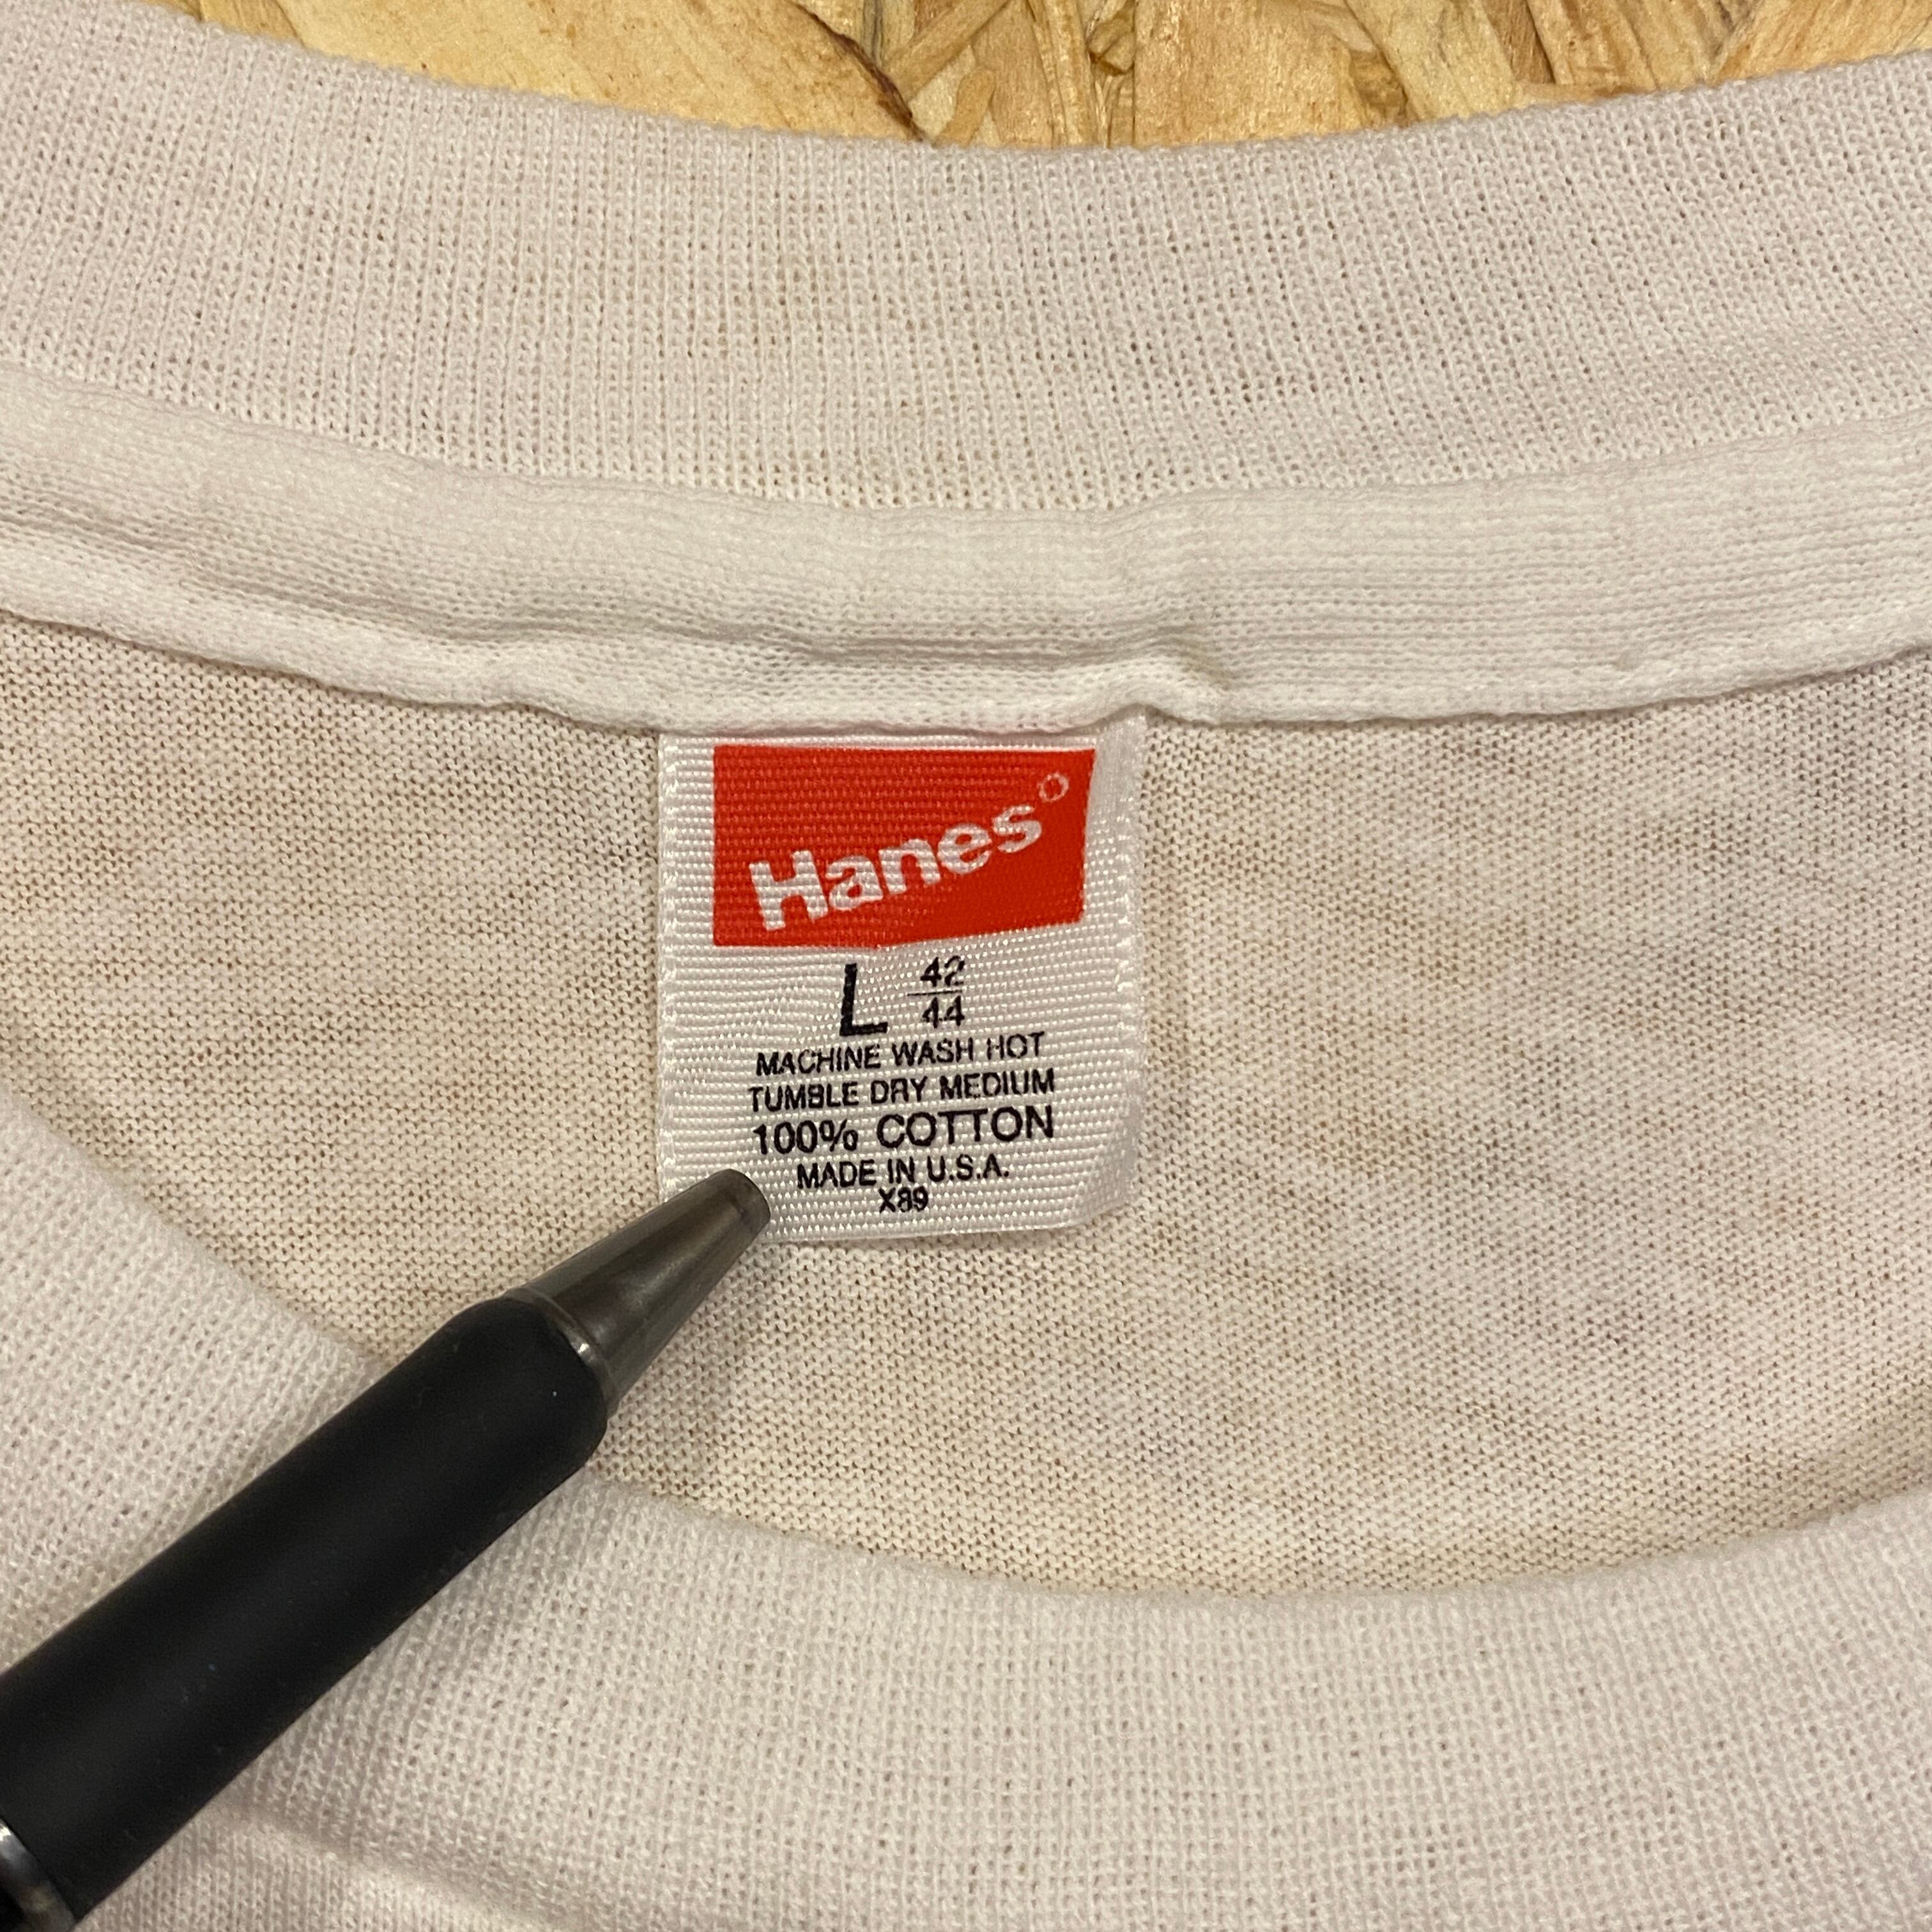 Hanes
L 42
44
MACHINE WASH HOT
TUMBLE DRY MEDIUM
100% COTTON
MADE IN U.S.A.
X89